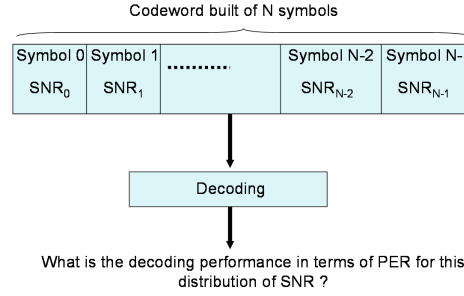 Codeword built of N symbols
Symbol 0 Symbol 1 ........... Symbol N-2 Symbol N-
SNR0 SNR1 SNRN-2 SNRN-1
Decoding
What is the decoding performance in terms of PER for this
distribution of SNR ?